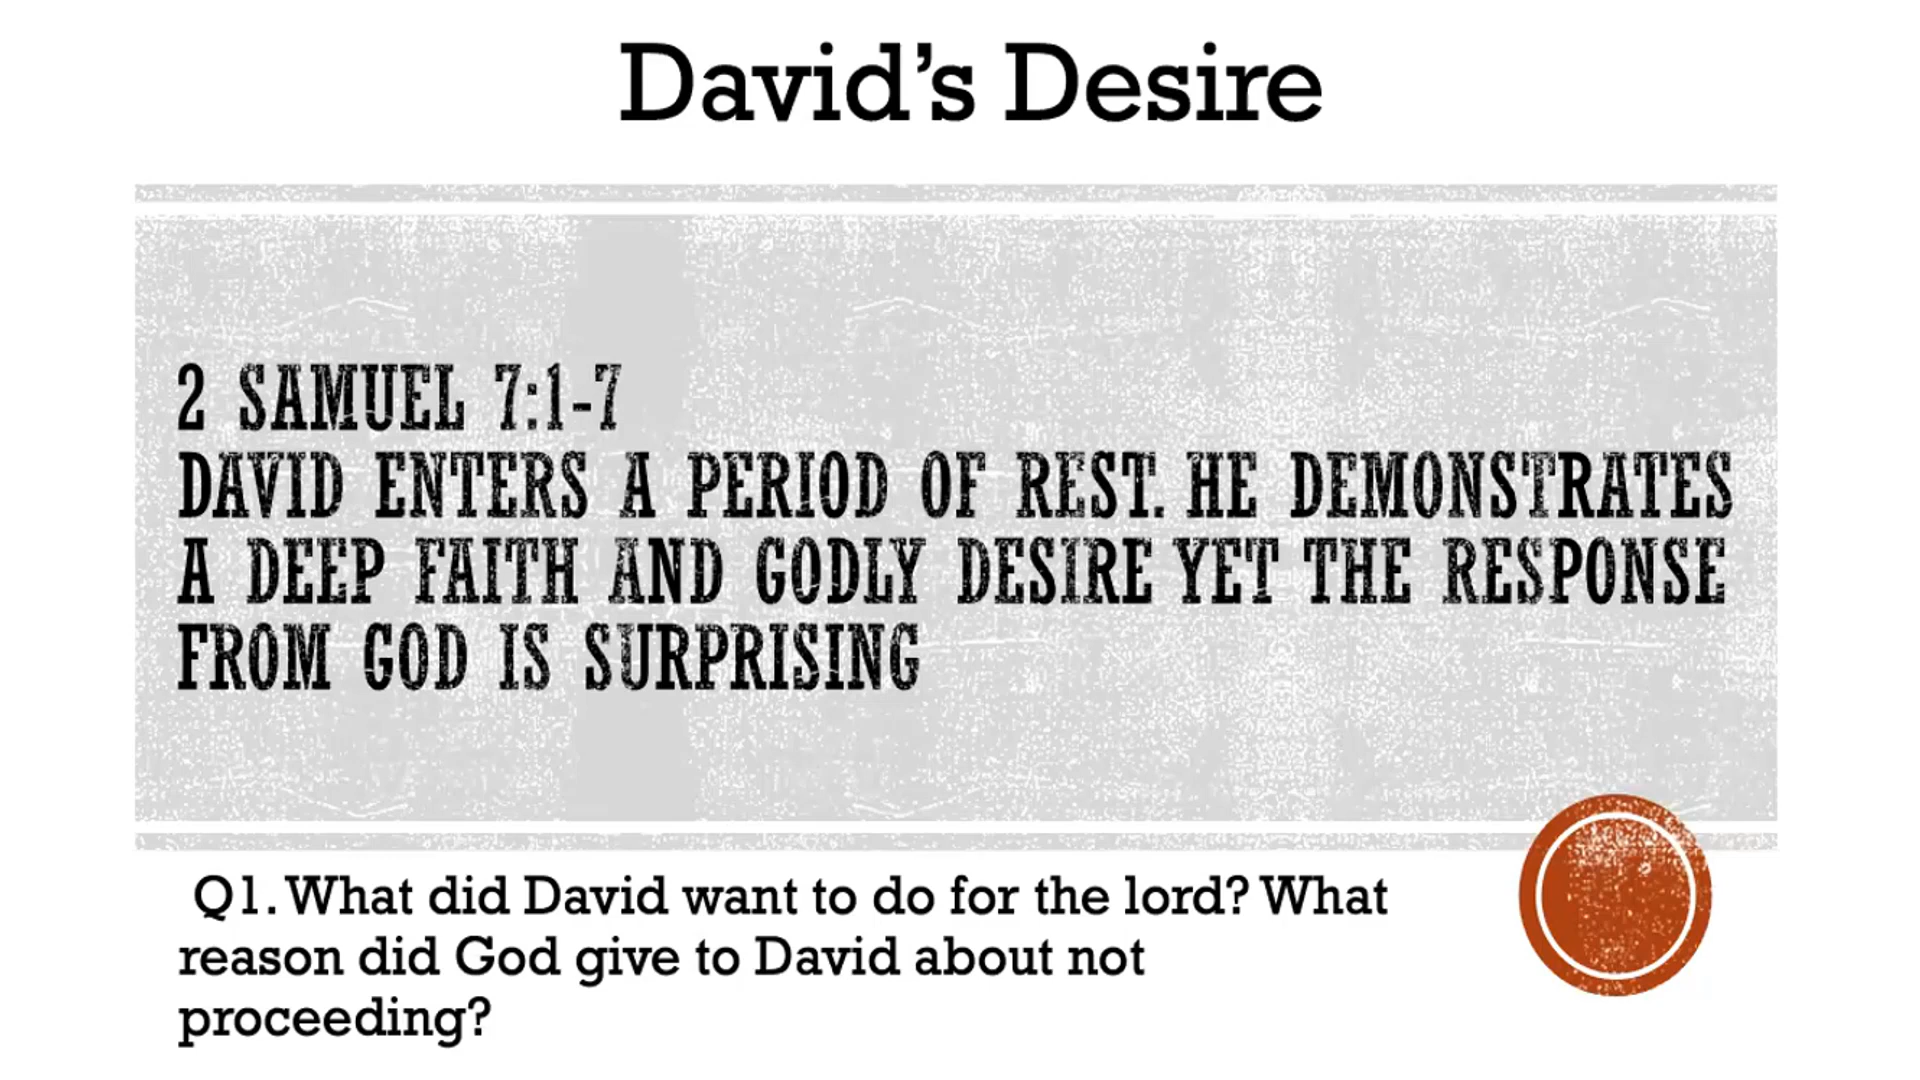 David’s Desire
2 SAMUEL 7:1-7
DAVID ENTERS A PERIOD OF REST. HE DEMONSTRATES
A DEEP FAITH AND GODLY DESIRE YET THE RESPONSE
FROM GOD IS SURPRISING
Q1. What did David want to do for the lord? What
reason did God give to David about not
proceeding?